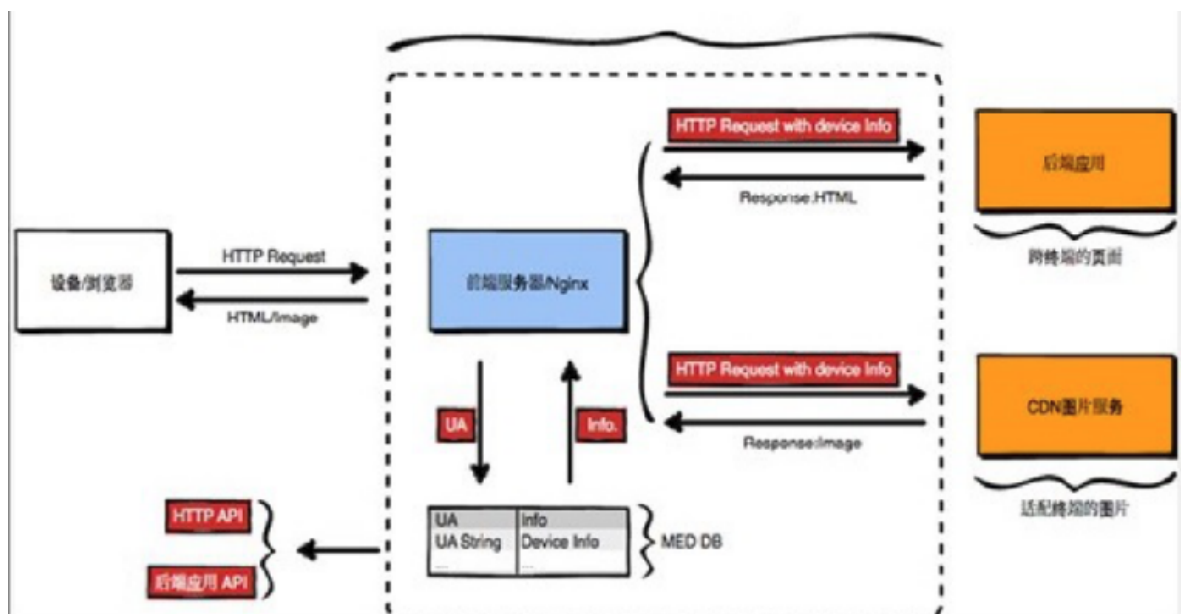 HTTP Request with device Info
后端应用
Response:HTML
跨终端的页面
设备/浏览器
HTTP Request
HTML/Image
前端服务器/Nginx
HTTP Request with device Info
CDN图片服务
Response:Image
适配终端的图片
UA
Info.
HTTP API
后端应用 API
UA Info
UA String Device Info
.... ....
MED DB